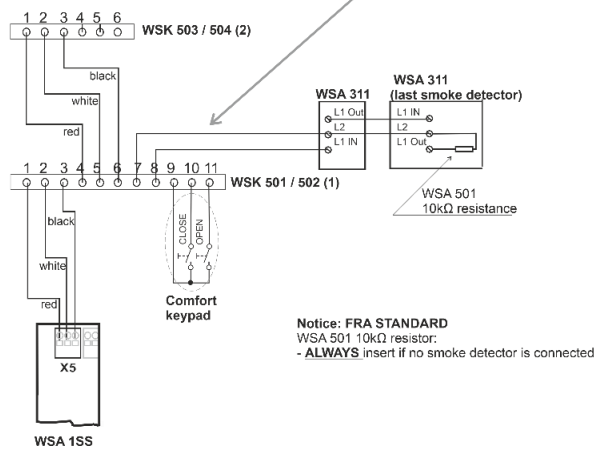 1 2 3 4 5 6
WSK 503 / 504 (2)
black
white
red
WSA 311
WSA 311
(last smoke detector)
L1 Out
L2
L1 IN
L1 IN
L2
L1 Out
1 2 3 4 5 6 7 8 9 10 11
WSK 501 / 502 (1)
WSA 501
10kΩ resistance
black
white
red
CLOSE
OPEN
Comfort
keypad
X5
WSA 1SS
Notice: FRA STANDARD
WSA 501 10kΩ resistor:
- ALWAYS insert if no smoke detector is connected